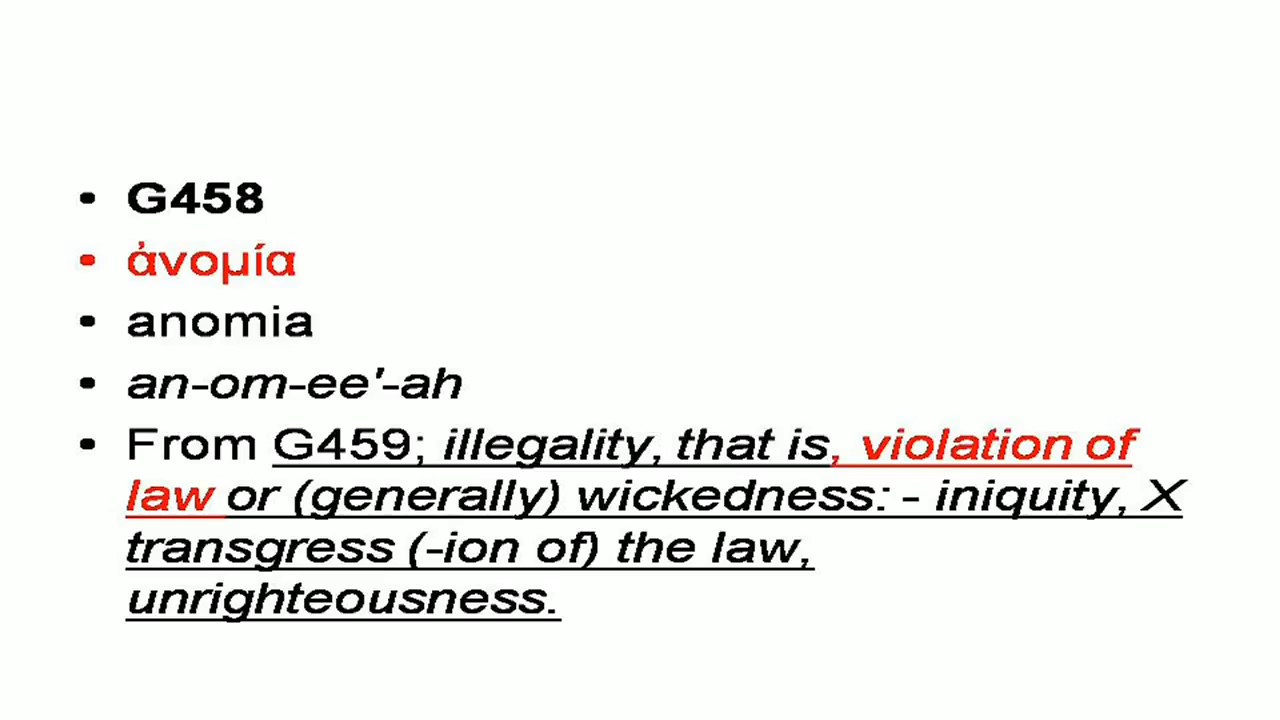 • G458
• ἀνομία
• anomia
• an-om-ee'-ah
• From G459; illegality, that is, violation of
law or (generally) wickedness: - iniquity, X
transgress (-ion of) the law,
unrighteousness.